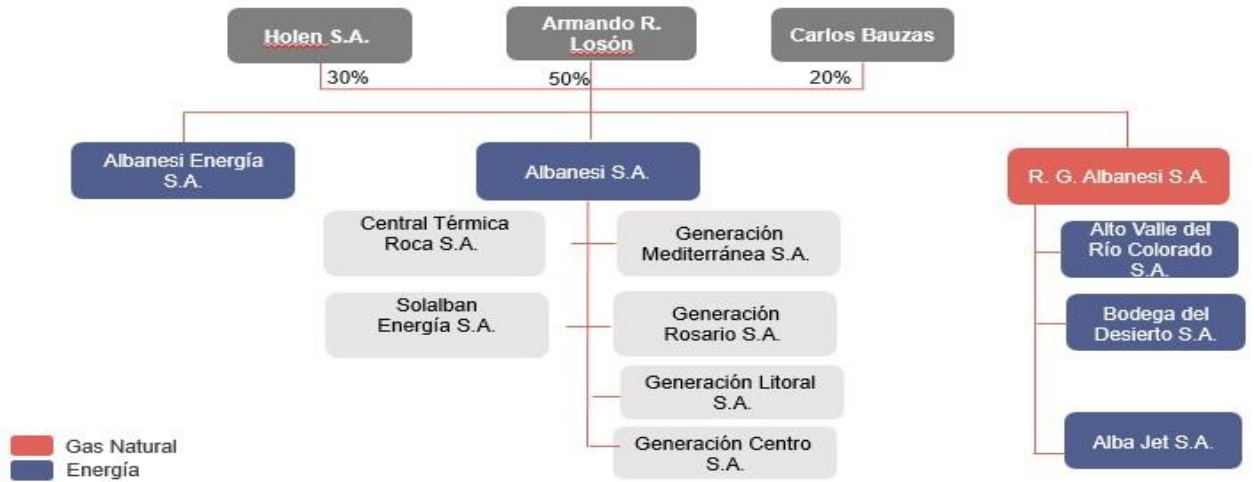 Holen S.A.
Armando R.
Losón
Carlos Bauzas
30%
50%
20%
Albanesi Energía
S.A.
Albanesi S.A.
R. G. Albanesi S.A.
Central Térmica
Roca S.A.
Generación
Mediterránea S.A.
Alto Valle del
Río Colorado
S.A.
Solalban
Energía S.A.
Generación
Rosario S.A.
Bodega del
Desierto S.A.
Generación Litoral
S.A.
Generación Centro
S.A.
Alba Jet S.A.
Gas Natural
Energía